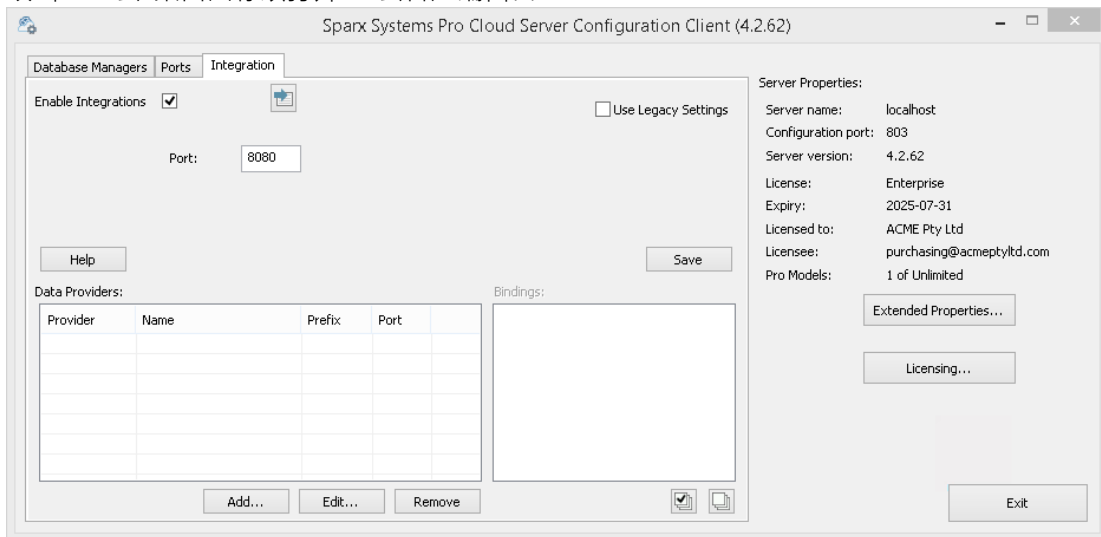 Sparx Systems Pro Cloud Server Configuration Client (4.2.62)
Database Managers Ports Integration
Enable Integrations
Use Legacy Settings
Port: 8080
Help
Save
Data Providers:
Bindings:
Provider Name Prefix Port
Add... Edit... Remove
Server Properties:
Server name: localhost
Configuration port: 803
Server version: 4.2.62
License: Enterprise
Expiry: 2025-07-31
Licensed to: ACME Pty Ltd
Licensee: purchasing@acmeptyltd.com
Pro Models: 1 of Unlimited
Extended Properties...
Licensing...
Exit